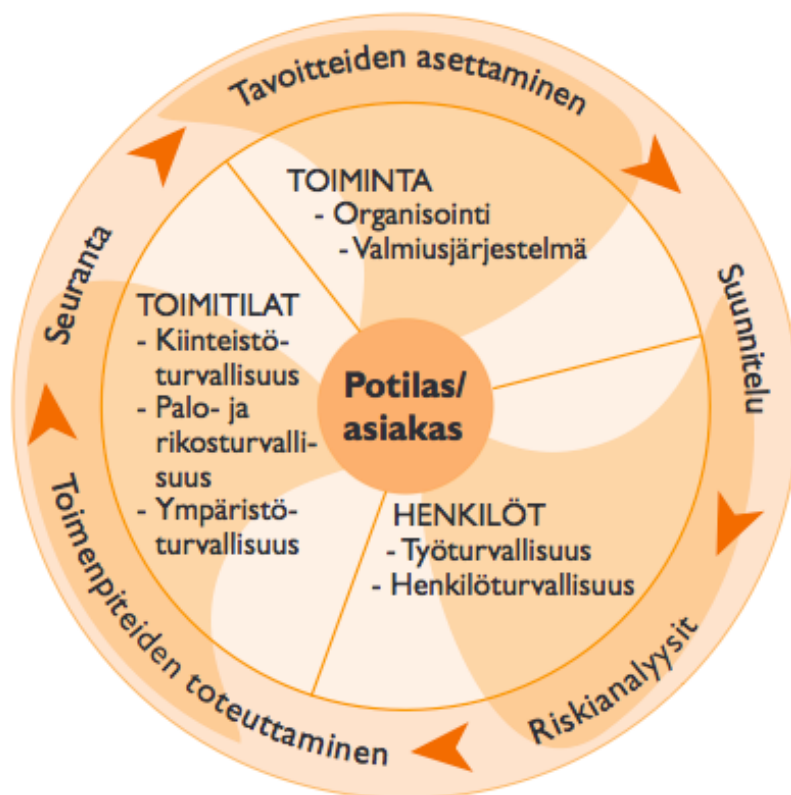 Tavoitteiden asettaminen
Suunnitelu
Riskianalyysit
Toimenpiteiden toteuttaminen
Seuranta
TOIMINTA
- Organisointi
- Valmiusjärjestelmä
TOIMITILAT
- Kiinteistö-
turvallisuus
- Palo- ja
rikosturvalli-
suus
- Ympäristö-
turvallisuus
Potilas/
asiakas
HENKILÖT
- Työturvallisuus
- Henkilöturvallisuus